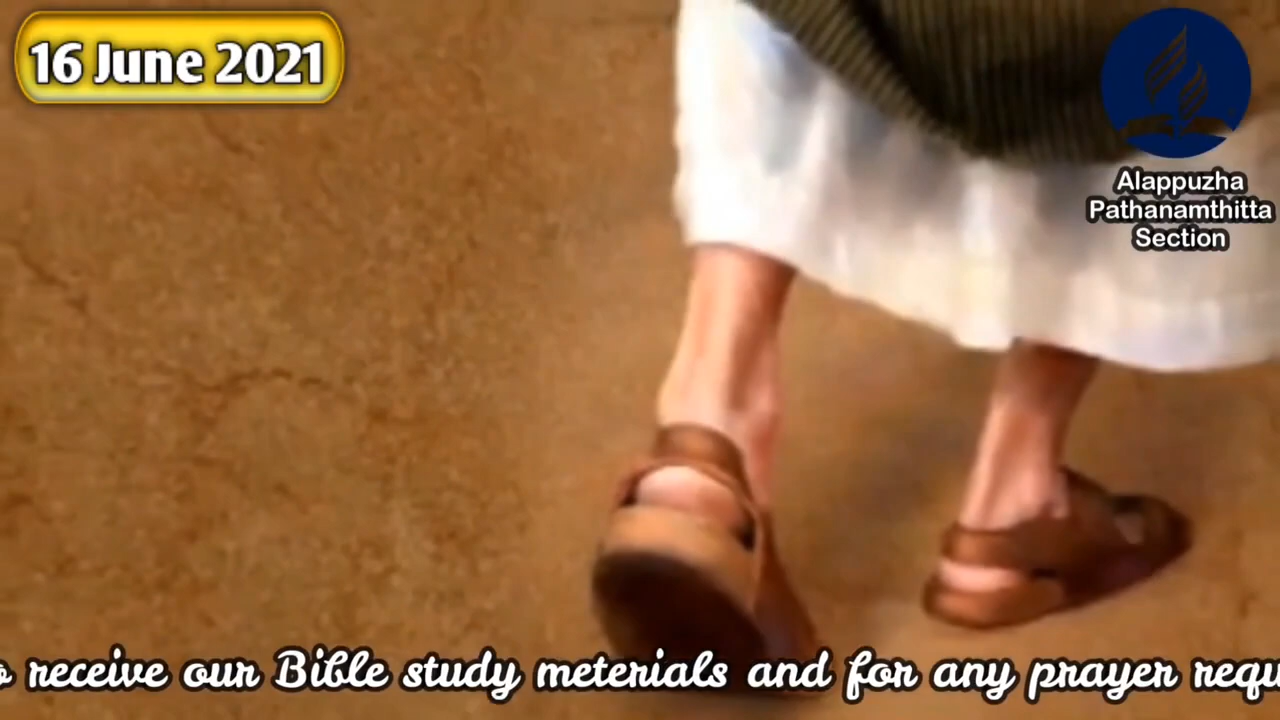 16 June 2021
Alappuzha
Pathanamthitta
Section
receive our Bible study meterials and for any prayer